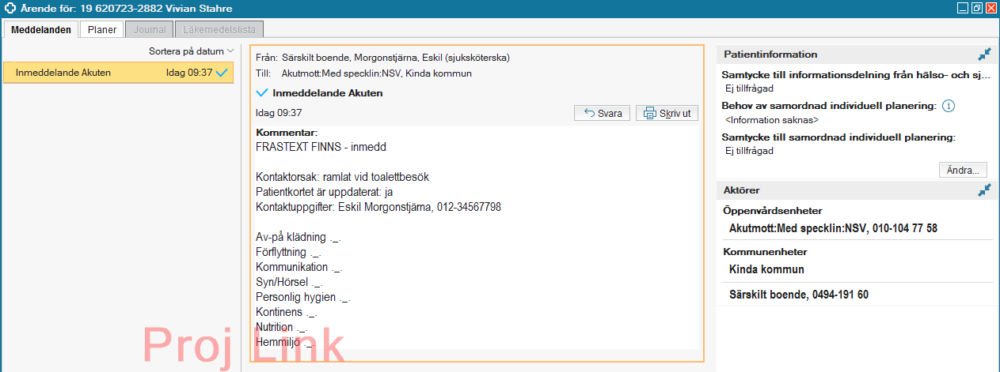 Ärende för: 19 620723-2882 Vivian Stahre
Meddelanden
Planer
Journal
Läkemedelslista
Sortera på datum
Inmeddelande Akuten Idag 09:37
Från: Särskilt boende, Morgonstjärna, Eskil (sjuksköterska)
Till: Akutmott:Med specklin:NSV, Kinda kommun
Inmeddelande Akuten
Idag 09:37
Svara
Skriv ut
Kommentar:
FRASTEXT FINNS - inmedd
Kontaktorsak: ramlat vid toalettbesök
Patientkortet är uppdaterat: ja
Kontaktuppgifter: Eskil Morgonstjärna, 012-34567798
Av-på klädning ._.
Förflyttning ._.
Kommunikation ._.
Syn/Hörsel ._.
Personlig hygien ._.
Kontinens ._.
Nutrition ._.
Hemmiljö ._.
Proj Link
Patientinformation
Samtycke till informationsdelning från hälso- och sj...
Ej tillfrågad
Behov av samordnad individuell planering:
<Information saknas>
Samtycke till samordnad individuell planering:
Ej tillfrågad
Ändra...
Aktörer
Öppenvårdsenheter
Akutmott:Med specklin:NSV, 010-104 77 58
Kommunenheter
Kinda kommun
Särskilt boende, 0494-191 60